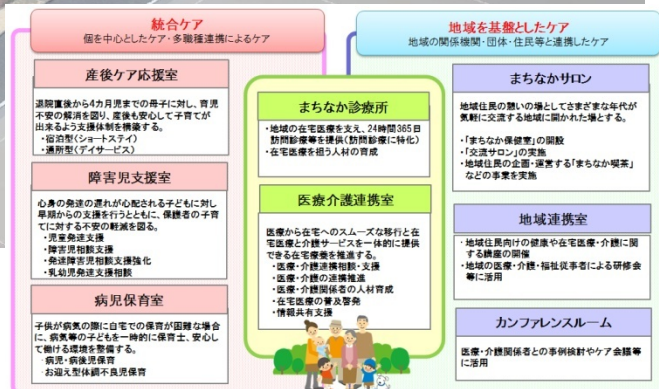 統合ケア
個を中心としたケア・多職種連携によるケア
産後ケア応援室
退院直後から4カ月児までの母子に対し、育児
不安の解消を図り、産後も安心して子育てが
出来るよう支援体制を構築する。
・宿泊型(ショートステイ)
・通所型(デイサービス)
障害児支援室
心身の発達の遅れが心配される子どもに対し
早期からの支援を行うとともに、保護者の子育
てに対する不安の軽減を図る。
・児童発達支援
・障害児相談支援
・発達障害児相談支援強化
・乳幼児発達支援相談
病児保育室
子供が病気の際に自宅での保育が困難な場合
に、病気等の子どもを一時的に保育士、安心し
て働ける環境を整備する。
・病児・病後児保育
・お迎え型体調不良児保育
まちなか診療所
・地域の在宅医療を支え、24時間365日
訪問診療等を提供(訪問診療に特化)
・在宅医療を担う人材の育成
医療介護連携室
医療から在宅へのスムーズな移行と在
宅医療と介護サービスを一体的に提供
できる在宅療養を推進する。
・医療・介護連携相談・支援
・医療・介護の連携推進
・医療・介護関係者の人材育成
・在宅医療の普及啓発
・情報共有支援
地域を基盤としたケア
地域の関係機関・団体・住民等と連携したケア
まちなかサロン
地域住民の憩いの場としてさまざまな年代が
気軽に交流する地域に開かれた場とする。
・「まちなか保健室」の開設
・「交流サロン」の実施
・地域住民の企画・運営する「まちなか喫茶」
などの事業を実施
地域連携室
・地域住民向けの健康や在宅医療・介護に関
する講座の開催
・地域の医療・介護・福祉従事者による研修会
等に活用
カンファレンスルーム
医療・介護関係者との事例検討やケア会議等
に活用